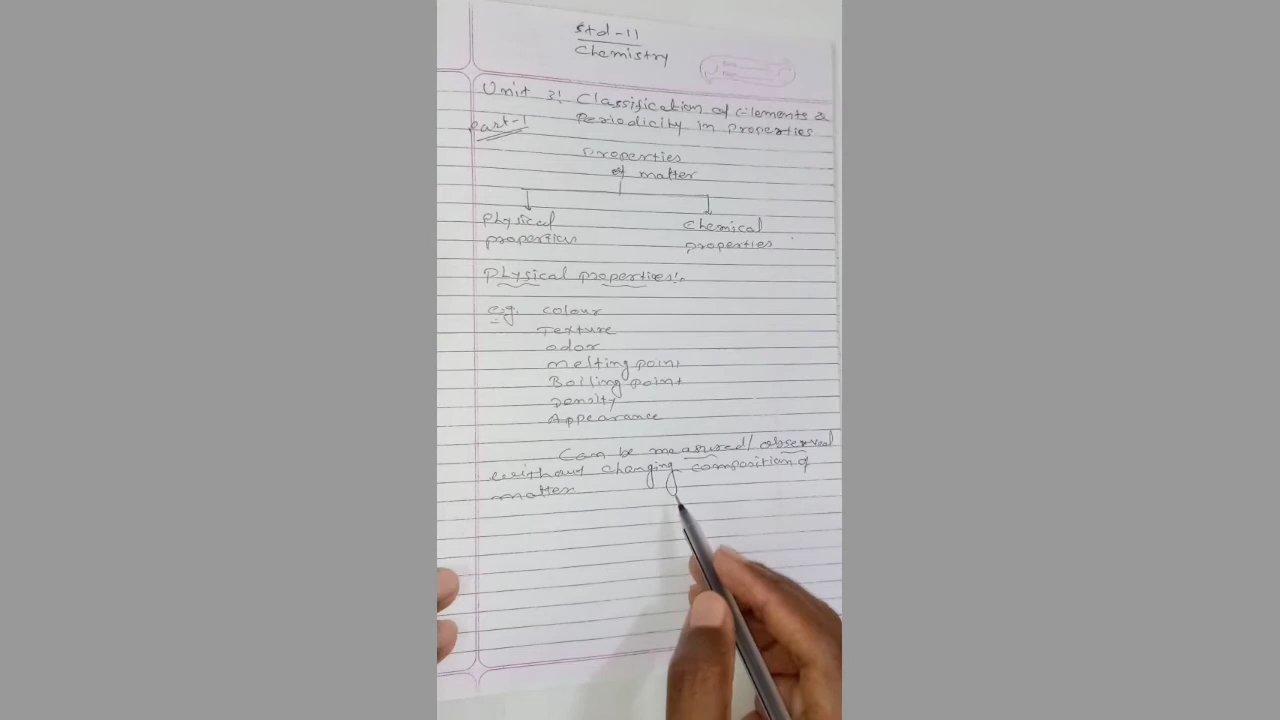 Std-11
Chemistry
Unit 3: Classification of Elements &
Periodicity in Properties
Part-1
Properties
of matter
Physical
properties
Chemical
properties
Physical properties:-
e.g. colour
Texture
odor
melting point
Boiling point
Density
Appearance
Can be measured/observed
without changing composition of
matter